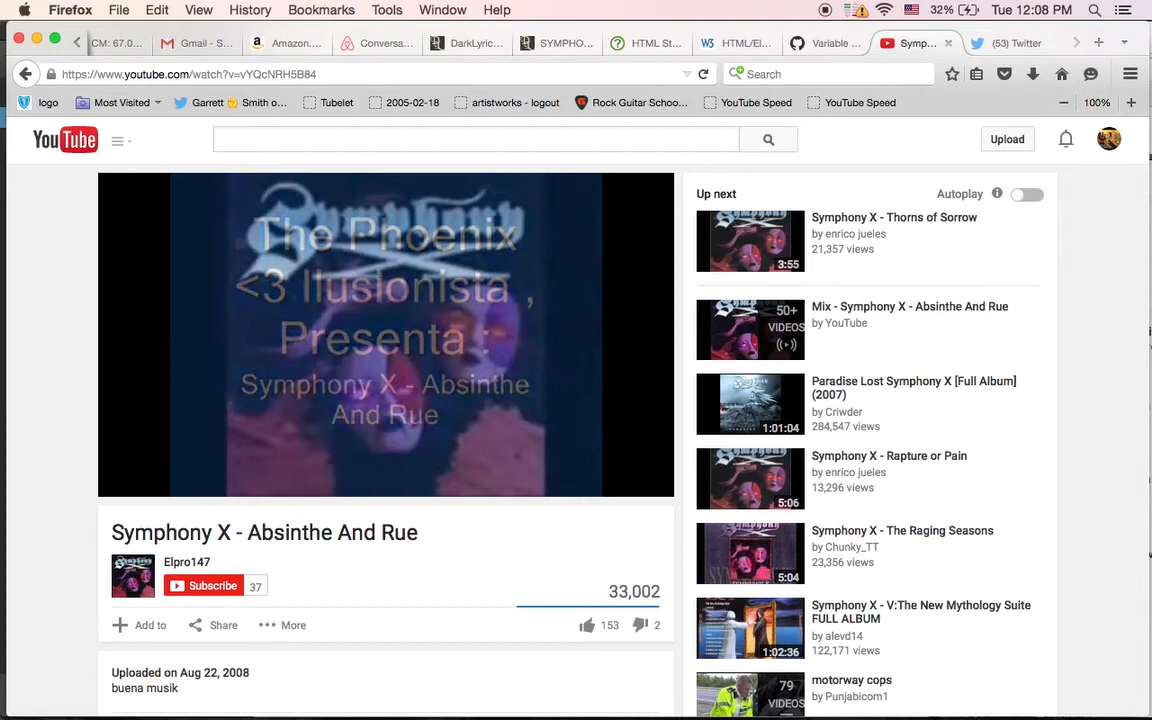 Firefox File Edit View History Bookmarks Tools Window Help 32% Tue 12:08 PM
CM: 67.0... Gmail - S... Amazon.... Conversa... DarkLyric... SYMPHO... HTML St... HTML/El... Variable ... Symp... (53) Twitter
https://www.youtube.com/watch?v=vYQcNRH5B84 Search
logo Most Visited Garrett Smith o... Tubelet 2005-02-18 artistworks - logout Rock Guitar Schoo... YouTube Speed YouTube Speed 100%
YouTube Upload
Symphony X
The Phoenix
<3 Ilusionista ,
Presenta :
Symphony X - Absinthe
And Rue
Symphony X - Absinthe And Rue
Elpro147
Subscribe 37
33,002
Add to Share More 153 2
Uploaded on Aug 22, 2008
buena musik
Up next Autoplay
Symphony X - Thorns of Sorrow
by enrico jueles
21,357 views
3:55
Mix - Symphony X - Absinthe And Rue
by YouTube
50+
VIDEOS
Paradise Lost Symphony X [Full Album]
(2007)
by Criwder
284,547 views
1:01:04
Symphony X - Rapture or Pain
by enrico jueles
13,296 views
5:06
Symphony X - The Raging Seasons
by Chunky_TT
23,356 views
5:04
Symphony X - V:The New Mythology Suite
FULL ALBUM
by alevd14
122,171 views
1:02:36
motorway cops
by Punjabicom1
79
VIDEOS